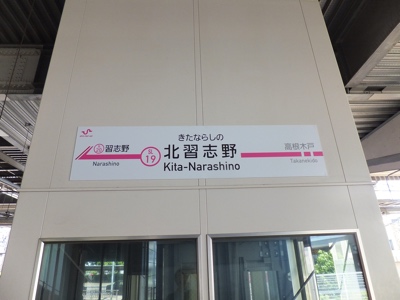 きたならしの
習志野
SL
19
北習志野
高根木戸
Narashino
Kita-Narashino
Takanekido